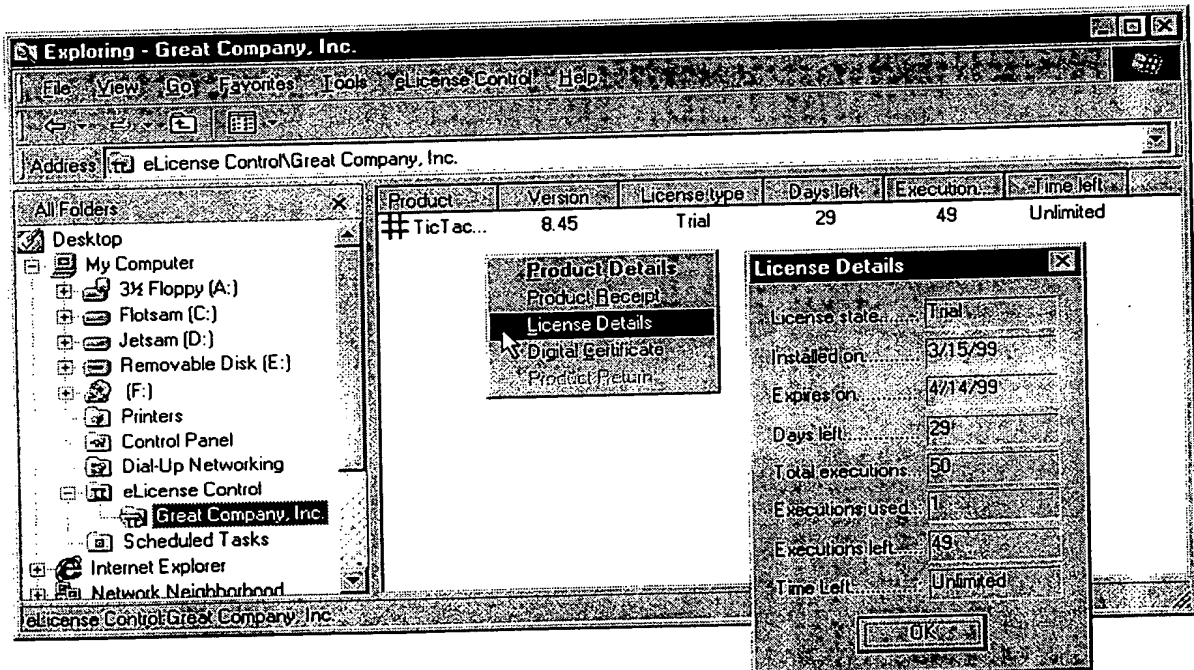 Exploring - Great Company, Inc.
File View Go Favorites Tools eLicense Control Help
Address eLicense Control\Great Company, Inc.
All Folders
Desktop
My Computer
3½ Floppy (A:)
Flotsam (C:)
Jetsam (D:)
Removable Disk (E:)
(F:)
Printers
Control Panel
Dial-Up Networking
eLicense Control
Great Company, Inc.
Scheduled Tasks
Internet Explorer
Network Neighborhood
Product Version License type Days left Execution... Time left
TicTac... 8.45 Trial 29 49 Unlimited
Product Details
Product Receipt
License Details
Digital Certificate
Product Return
License Details
License state....... Trial
Installed on......... 3/15/99
Expires on........... 4/14/99
Days left............. 29
Total executions 50
Executions used.. 1
Executions left..... 49
Time Left............. Unlimited
OK
eLicense Control\Great Company, Inc.